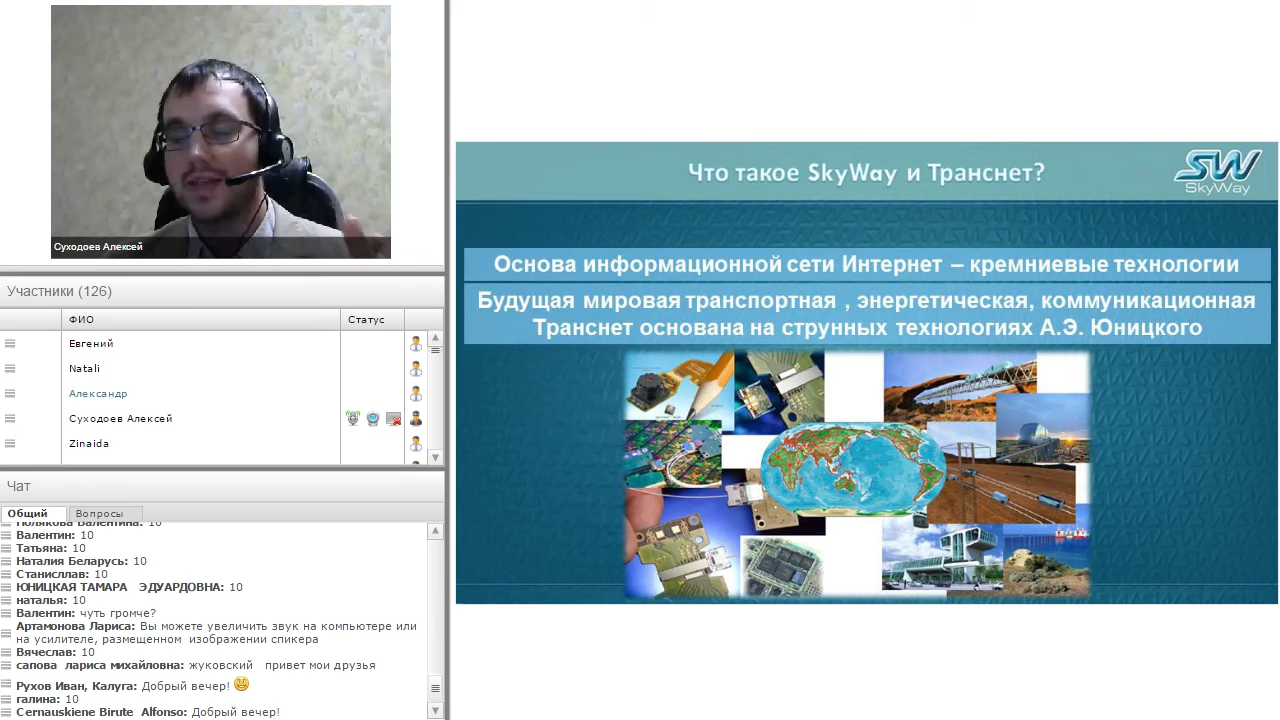 Суходоев Алексей
Участники (126)
ФИО
Статус
Евгений
Natali
Александр
Суходоев Алексей
Zinaida
Чат
Общий
Вопросы
Полякова Валентина: 10
Валентин: 10
Татьяна: 10
Наталия Беларусь: 10
Станисллав: 10
ЮНИЦКАЯ ТАМАРА ЭДУАРДОВНА: 10
наталья: 10
Валентин: чуть громче?
Артамонова Лариса: Вы можете увеличить звук на компьютере или
на усилителе, размещенном изображении спикера
Вячеслав: 10
сапова лариса михайловна: жуковский привет мои друзья
Рухов Иван, Калуга: Добрый вечер!
галина: 10
Cernauskiene Birute Alfonso: Добрый вечер!
Что такое SkyWay и Транснет?
SW
SkyWay
Основа информационной сети Интернет – кремниевые технологии
Будущая мировая транспортная , энергетическая, коммуникационная
Транснет основана на струнных технологиях А.Э. Юницкого